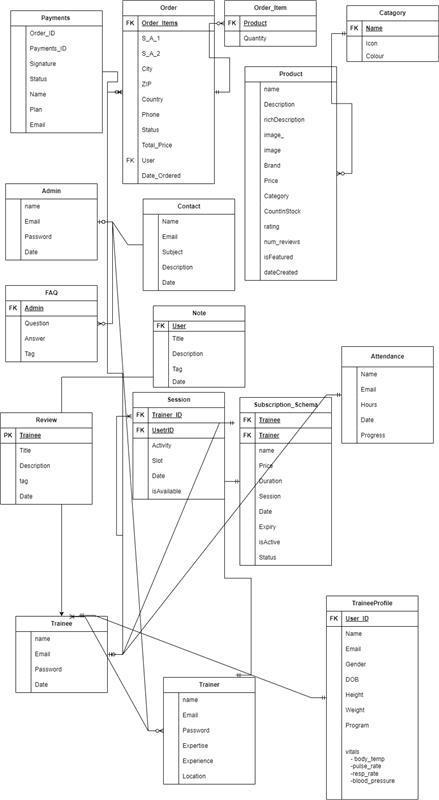 Payments
Order_ID
Payments_ID
Signature
Status
Name
Plan
Email
Order
FK Order_Items
S_A_1
S_A_2
City
ZIP
Country
Phone
Status
Total_Price
FK User
Date_Ordered
Order_Item
FK Product
Quantity
Catagory
FK Name
Icon
Colour
Product
name
Description
richDescription
image_
image
Brand
Price
Category
CountInStock
rating
num_reviews
isFeatured
dateCreated
Admin
name
Email
Password
Date
Contact
Name
Email
Subject
Description
Date
FAQ
FK Admin
Question
Answer
Tag
Note
FK User
Title
Description
Tag
Date
Attendance
Name
Email
Hours
Date
Progress
Review
PK Trainee
Title
Description
tag
Date
Session
FK Trainer_ID
FK UsetrID
Activity
Slot
Date
isAvailable
Subscription_Schema
FK Trainee
FK Trainer
name
Price
Duration
Session
Date
Expiry
isActive
Status
Trainee
name
Email
Password
Date
Trainer
name
Email
Password
Expertise
Experience
Location
TraineeProfile
FK User_ID
Name
Email
Gender
DOB
Height
Weight
Program
vitals
- body_temp
-pulse_rate
-resp_rate
-blood_pressure